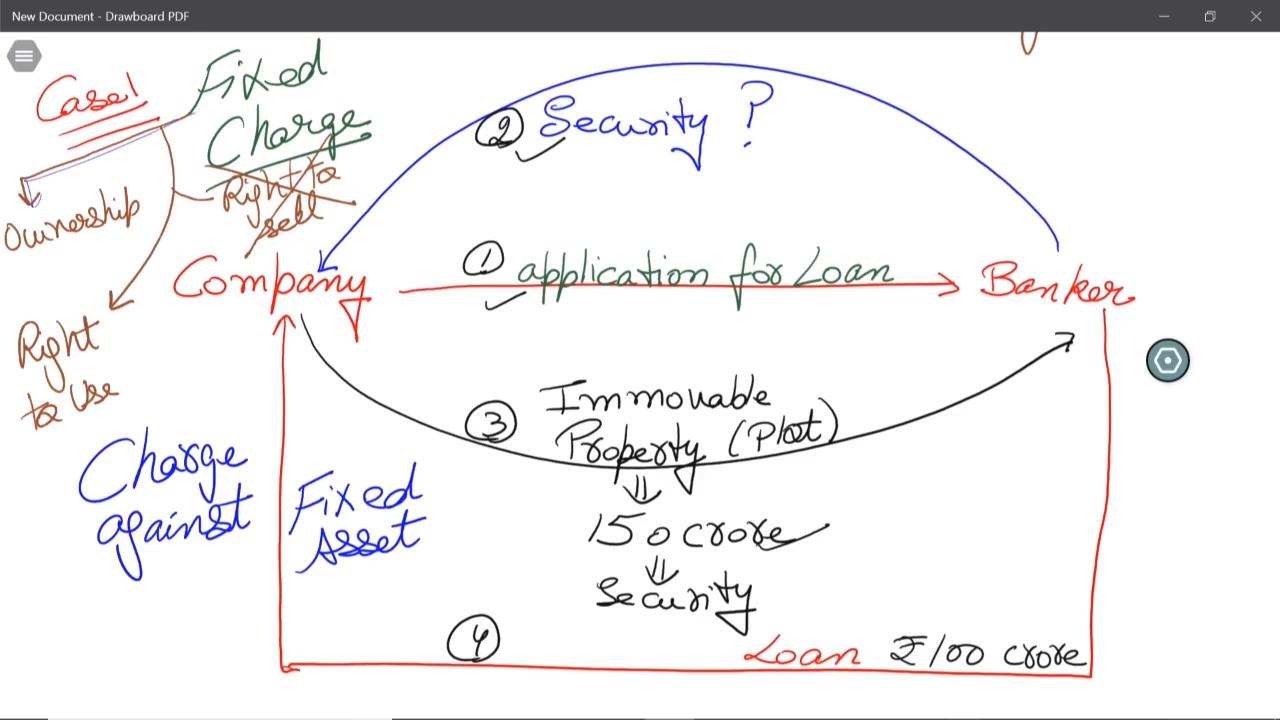 New Document - Drawboard PDF
Case 1
Fixed
Charge
Right to
sell
Ownership
Right
to Use
② Security ?
Company
① application for Loan
Banker
③ Immovable
Property (Plot)
⇓
150 crore
⇓
Security
Charge
against
Fixed
Asset
④
Loan ₹100 crore